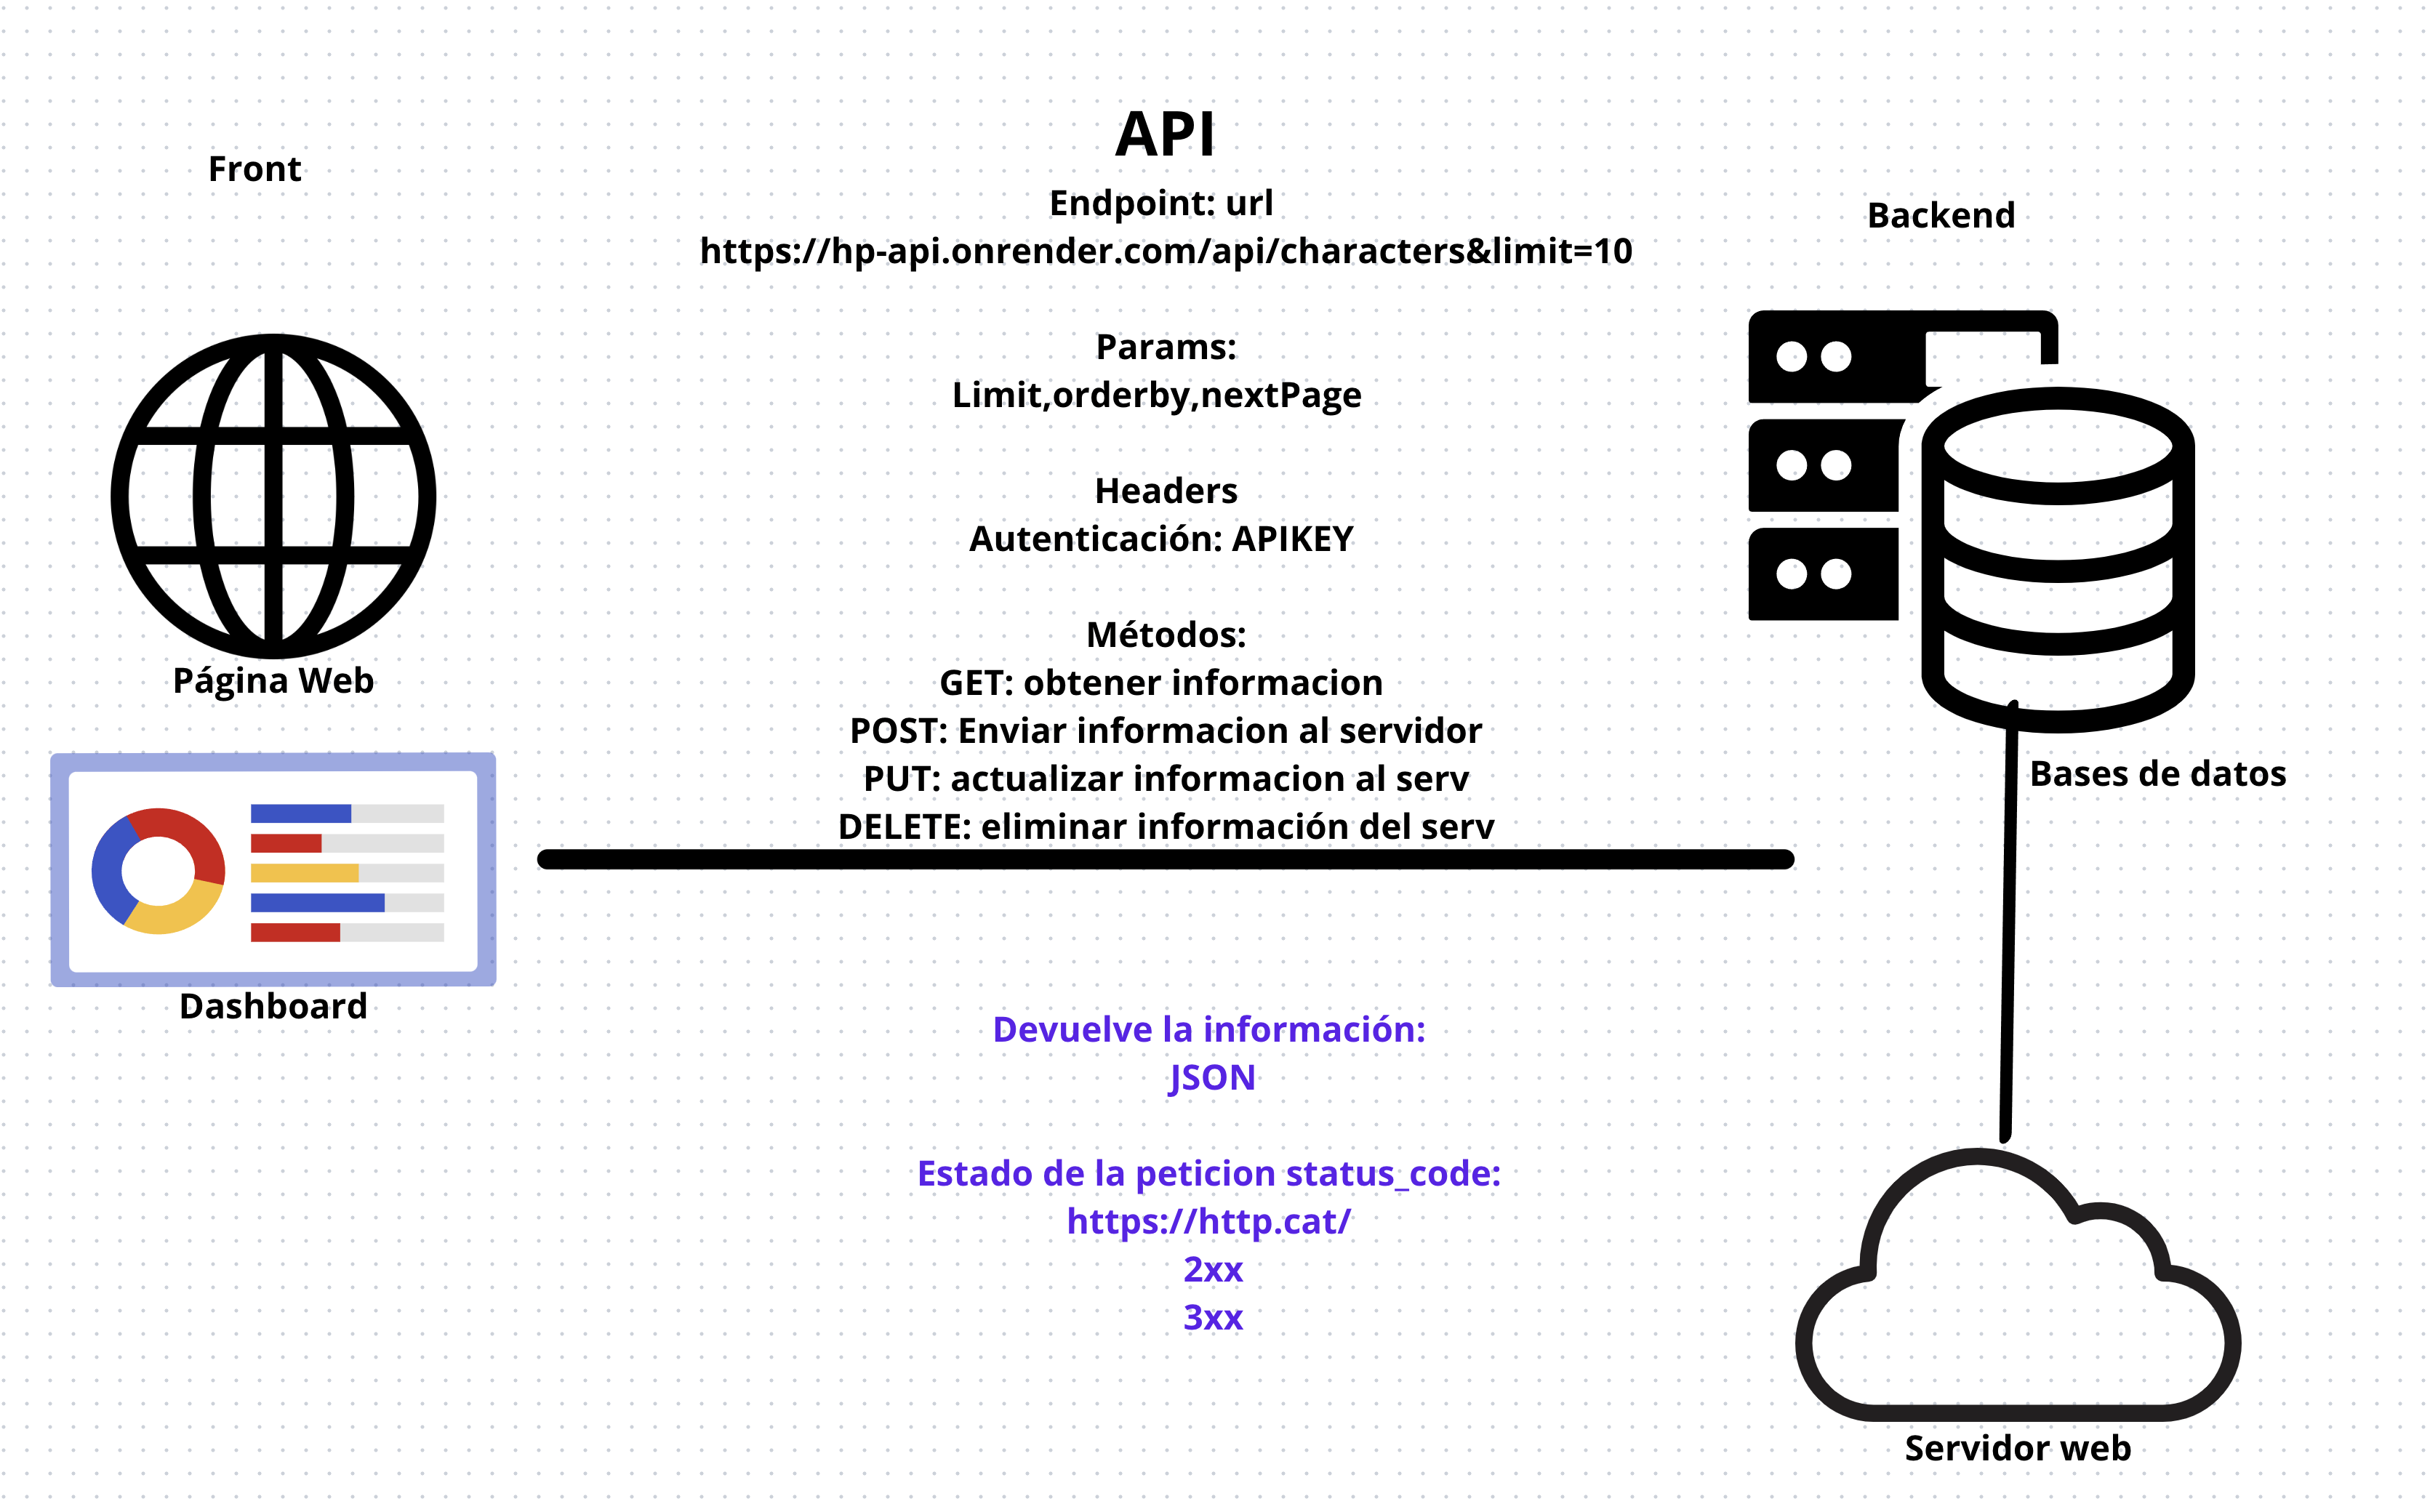 Front
Página Web
Dashboard
API
Endpoint: url
https://hp-api.onrender.com/api/characters&limit=10
Params:
Limit,orderby,nextPage
Headers
Autenticación: APIKEY
Métodos:
GET: obtener informacion
POST: Enviar informacion al servidor
PUT: actualizar informacion al serv
DELETE: eliminar información del serv
Devuelve la información:
JSON
Estado de la peticion status_code:
https://http.cat/
2xx
3xx
Backend
Bases de datos
Servidor web